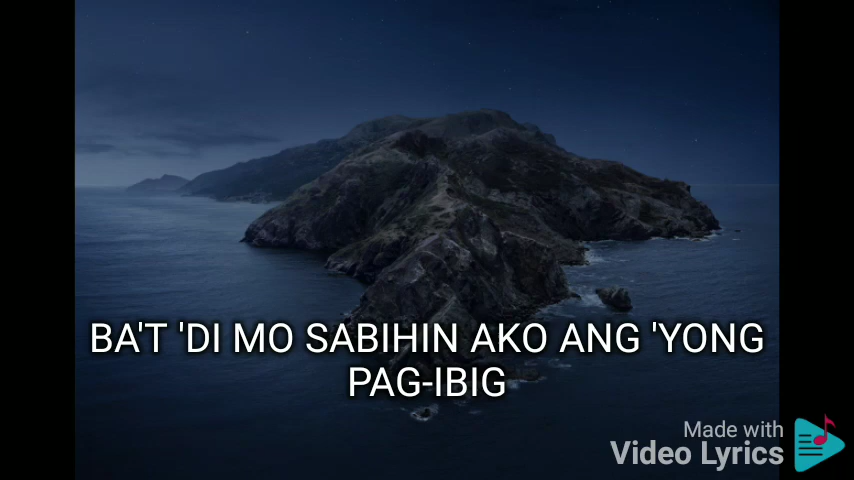 BA'T 'DI MO SABIHIN AKO ANG 'YONG
PAG-IBIG
Made with
Video Lyrics